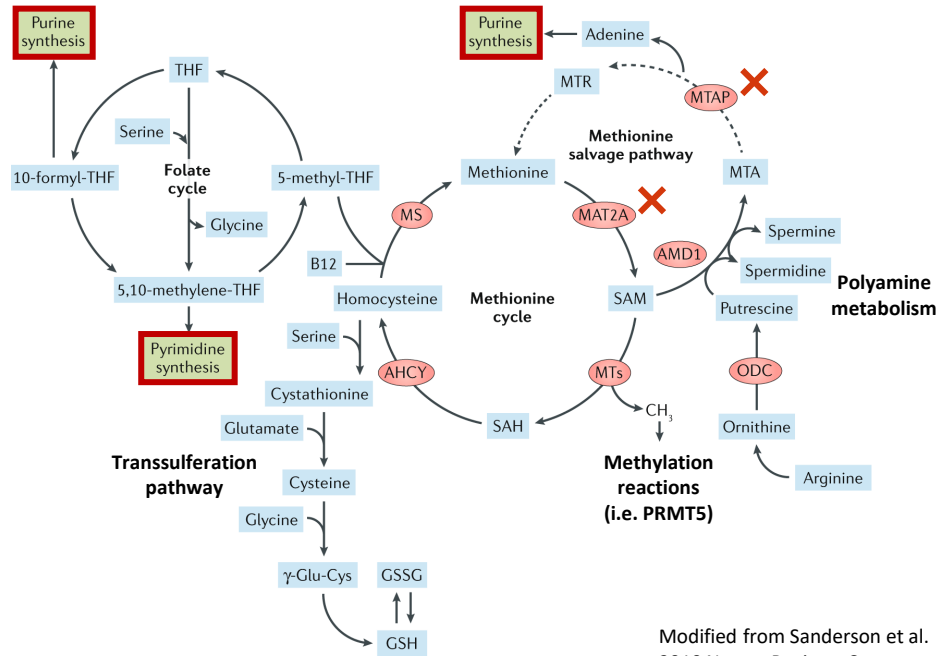 Purine
synthesis
THF
Serine
10-formyl-THF
Folate
cycle
5-methyl-THF
Glycine
5,10-methylene-THF
Pyrimidine
synthesis
B12
MS
Purine
synthesis
Adenine
MTR
MTAP
Methionine
salvage pathway
Methionine
MTA
MAT2A
AMD1
Spermine
Spermidine
Polyamine
metabolism
Homocysteine
Methionine
cycle
SAM
Putrescine
Serine
AHCY
MTs
ODC
Cystathionine
SAH
CH₃
Ornithine
Glutamate
Transsulferation
pathway
Methylation
reactions
(i.e. PRMT5)
Arginine
Cysteine
Glycine
γ-Glu-Cys
GSSG
GSH
Modified from Sanderson et al.